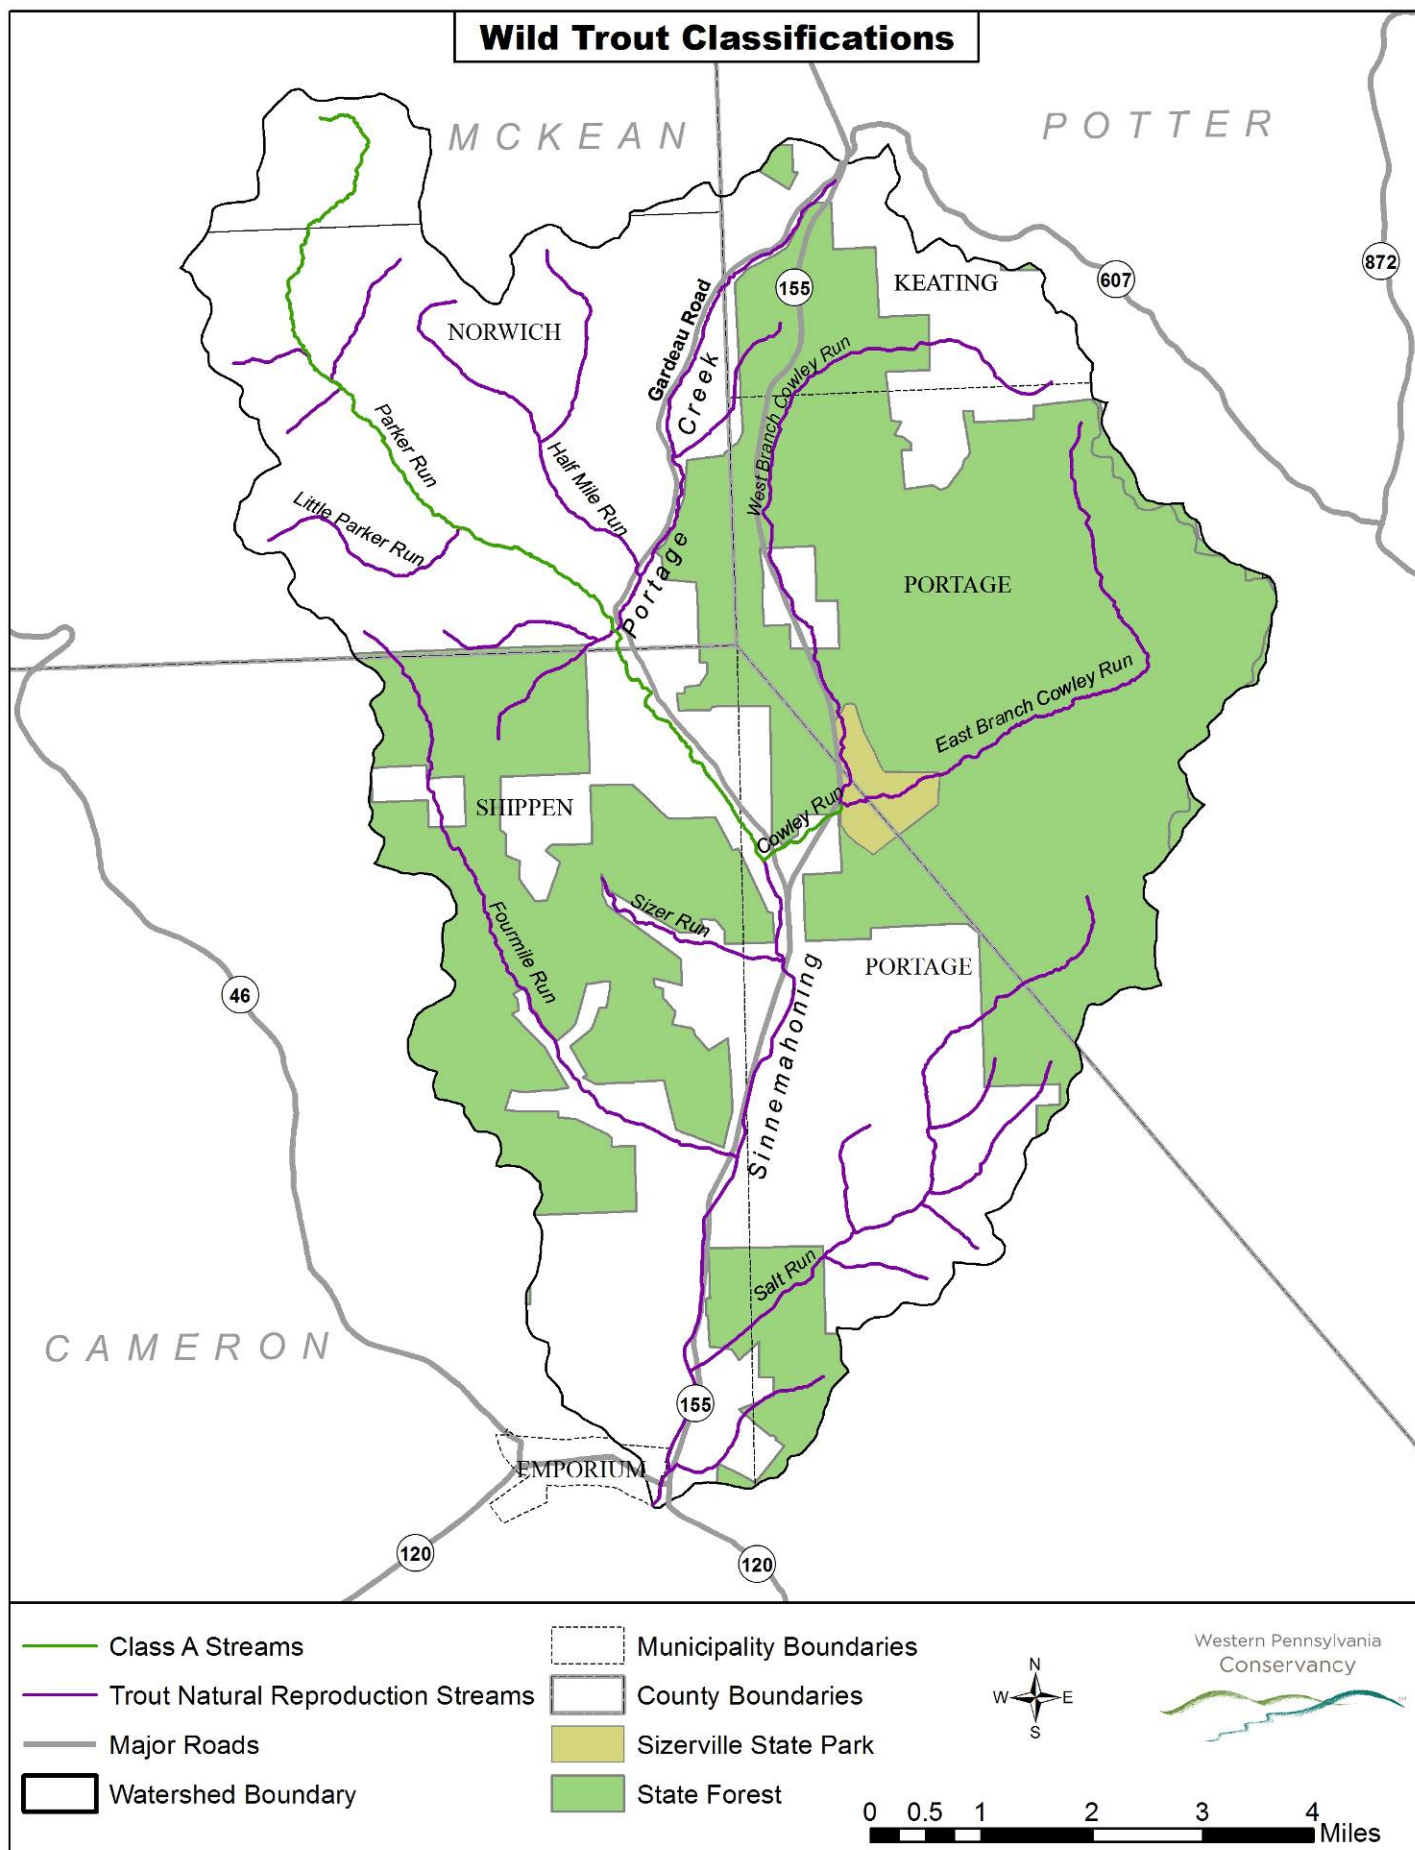 Wild Trout Classifications
MCKEAN
POTTER
KEATING
872
607
155
NORWICH
Gardeau Road
Creek
West Branch Cowley Run
Parker Run
Half Mile Run
Little Parker Run
Portage
PORTAGE
East Branch Cowley Run
SHIPPEN
Cowley Run
Sizer Run
Fourmile Run
PORTAGE
46
Sinnemahoning
Salt Run
CAMERON
155
EMPORIUM
120
120
Class A Streams
Trout Natural Reproduction Streams
Major Roads
Watershed Boundary
Municipality Boundaries
County Boundaries
Sizerville State Park
State Forest
N
W E
S
Western Pennsylvania
Conservancy
0 0.5 1 2 3 4
Miles